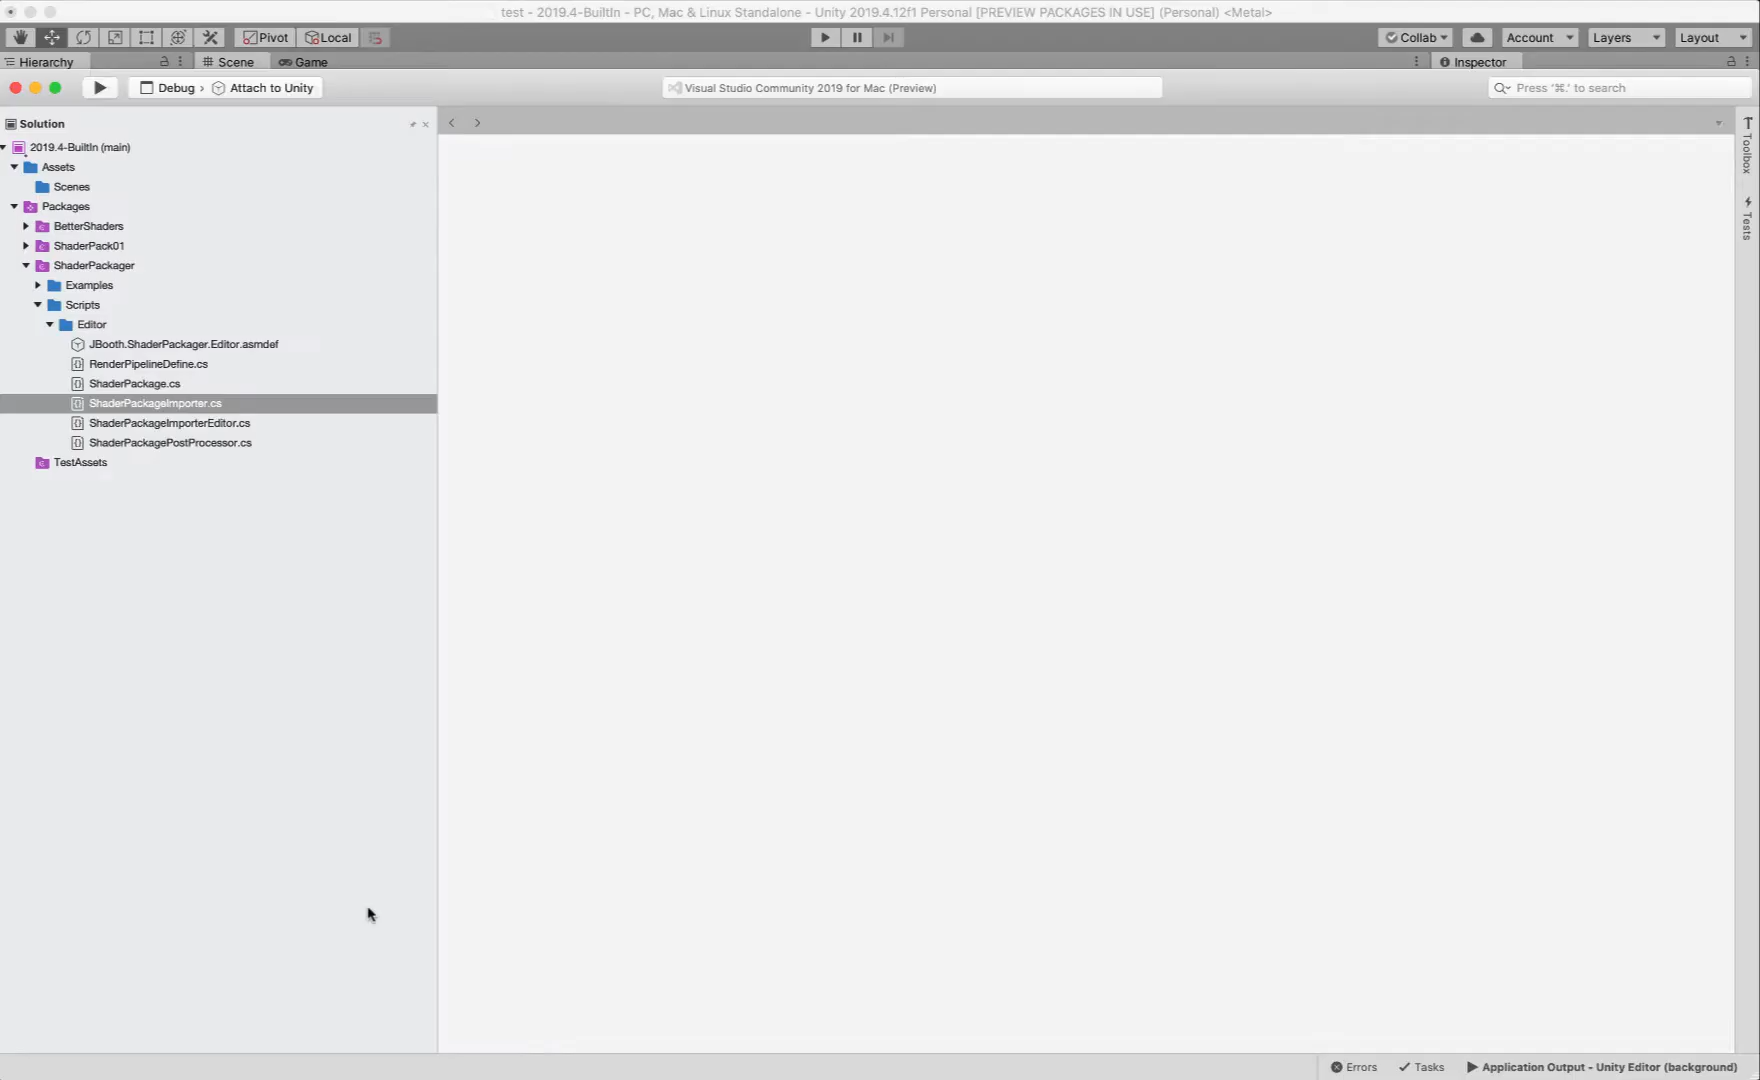 test - 2019.4-BuiltIn - PC, Mac & Linux Standalone - Unity 2019.4.12f1 Personal [PREVIEW PACKAGES IN USE] (Personal) <Metal>
Pivot Local Collab Account Layers Layout
Hierarchy Scene Game Inspector
Debug › Attach to Unity Visual Studio Community 2019 for Mac (Preview) Press '⌘.' to search
Solution
2019.4-BuiltIn (main)
Assets
Scenes
Packages
BetterShaders
ShaderPack01
ShaderPackager
Examples
Scripts
Editor
JBooth.ShaderPackager.Editor.asmdef
RenderPipelineDefine.cs
ShaderPackage.cs
ShaderPackageImporter.cs
ShaderPackageImporterEditor.cs
ShaderPackagePostProcessor.cs
TestAssets
Toolbox
Tests
Errors Tasks Application Output - Unity Editor (background)